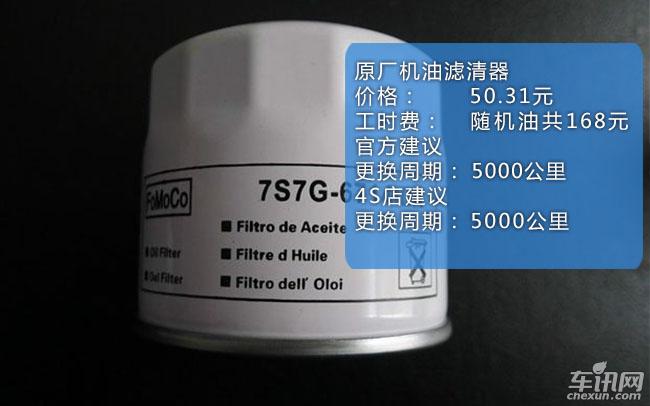 原厂机油滤清器
价格： 50.31元
工时费： 随机油共168元
官方建议
更换周期：5000公里
4S店建议
更换周期：5000公里
FoMoCo
7S7G-6
Filtro de Aceite
Oil Filter
Filtre d Huile
Oel Filter
Filtro dell' Oloi
车讯网
chexun.com